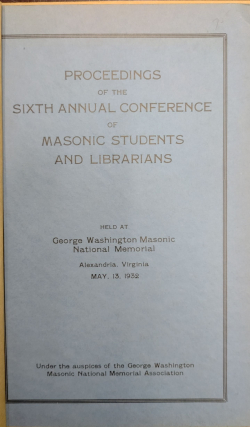 PROCEEDINGS
OF THE
SIXTH ANNUAL CONFERENCE
OF
MASONIC STUDENTS
AND LIBRARIANS
HELD AT
George Washington Masonic
National Memorial
Alexandria, Virginia
MAY, 13, 1932
Under the auspices of the George Washington
Masonic National Memorial Association